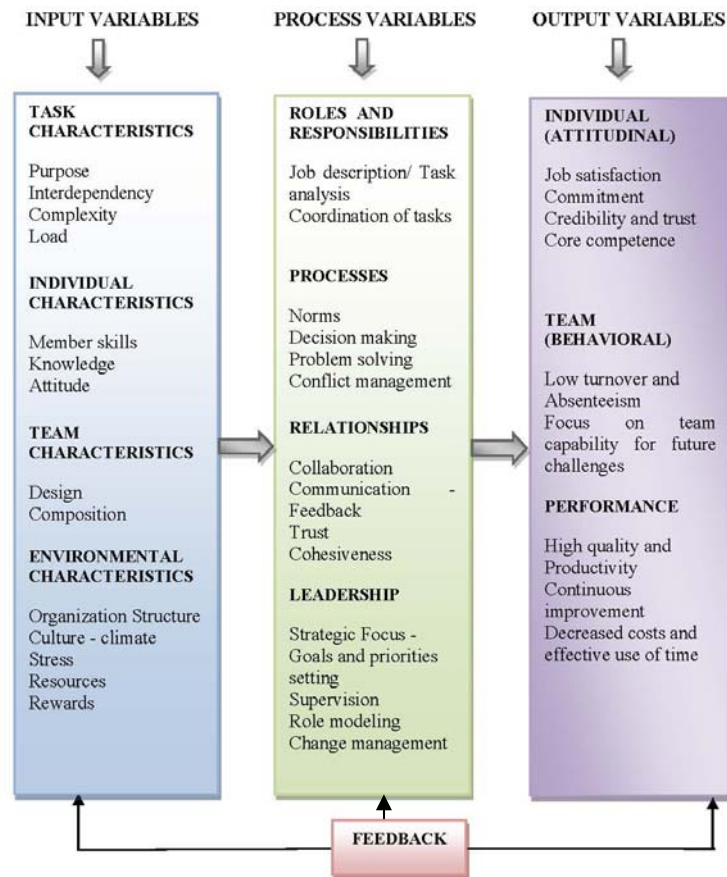 INPUT VARIABLES
PROCESS VARIABLES
OUTPUT VARIABLES
TASK
CHARACTERISTICS
Purpose
Interdependency
Complexity
Load
INDIVIDUAL
CHARACTERISTICS
Member skills
Knowledge
Attitude
TEAM
CHARACTERISTICS
Design
Composition
ENVIRONMENTAL
CHARACTERISTICS
Organization Structure
Culture - climate
Stress
Resources
Rewards
ROLES AND
RESPONSIBILITIES
Job description/ Task
analysis
Coordination of tasks
PROCESSES
Norms
Decision making
Problem solving
Conflict management
RELATIONSHIPS
Collaboration
Communication -
Feedback
Trust
Cohesiveness
LEADERSHIP
Strategic Focus -
Goals and priorities
setting
Supervision
Role modeling
Change management
INDIVIDUAL
(ATTITUDINAL)
Job satisfaction
Commitment
Credibility and trust
Core competence
TEAM
(BEHAVIORAL)
Low turnover and
Absenteeism
Focus on team
capability for future
challenges
PERFORMANCE
High quality and
Productivity
Continuous
improvement
Decreased costs and
effective use of time
FEEDBACK